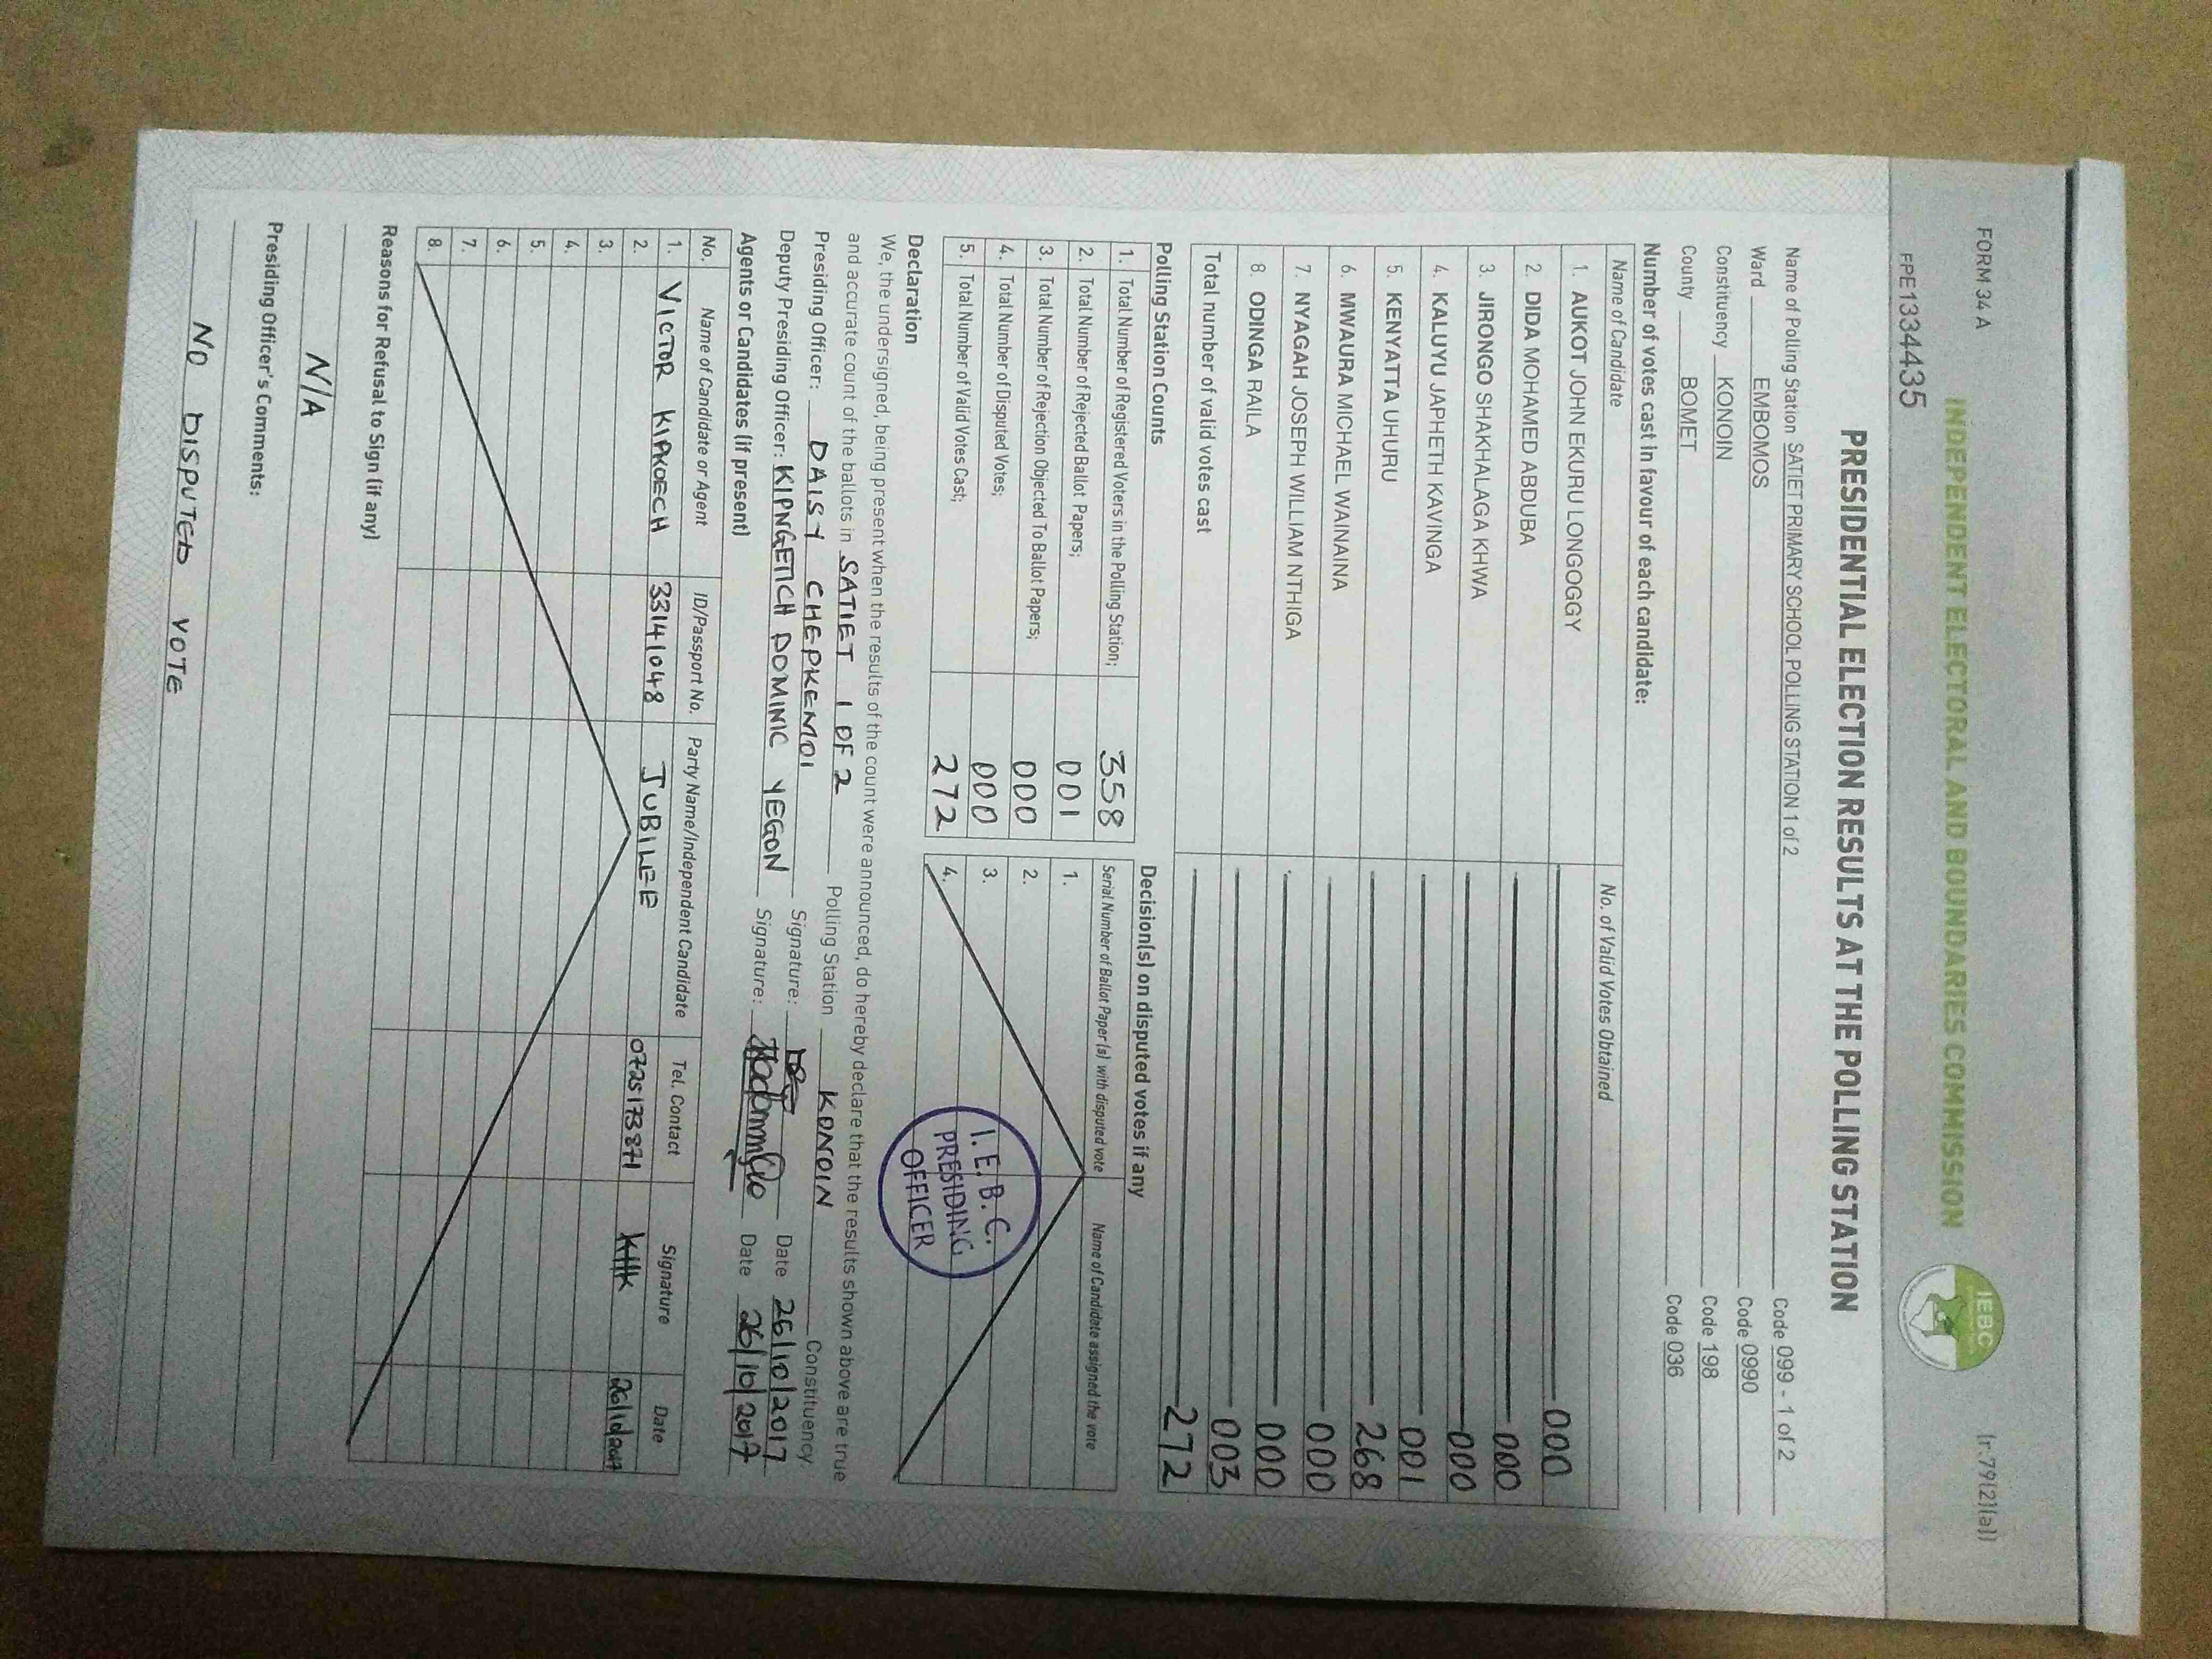 FORM 34 A
(r.79(2)(a))
FPE1334435
INDEPENDENT ELECTORAL AND BOUNDARIES COMMISSION
IEBC
PRESIDENTIAL ELECTION RESULTS AT THE POLLING STATION
Name of Polling Station SATIET PRIMARY SCHOOL POLLING STATION 1 of 2 Code 099 - 1 of 2
Ward EMBOMOS Code 0990
Constituency KONOIN Code 198
County BOMET Code 036
Number of votes cast in favour of each candidate:
Name of Candidate No. of Valid Votes Obtained
1. AUKOT JOHN EKURU LONGOGGY 000
2. DIDA MOHAMED ABDUBA 000
3. JIRONGO SHAKHALAGA KHWA 000
4. KALUYU JAPHETH KAVINGA 001
5. KENYATTA UHURU 268
6. MWAURA MICHAEL WAINAINA 000
7. NYAGAH JOSEPH WILLIAM NTHIGA 000
8. ODINGA RAILA 003
Total number of valid votes cast 272
Polling Station Counts
1. Total Number of Registered Voters in the Polling Station; 358
2. Total Number of Rejected Ballot Papers; 001
3. Total Number of Rejection Objected To Ballot Papers; 000
4. Total Number of Disputed Votes; 000
5. Total Number of Valid Votes Cast; 272
Decision(s) on disputed votes if any
Serial Number of Ballot Paper(s) with disputed vote Name of Candidate assigned the vote
1.
2.
3.
4.
I.E.B.C.
PRESIDING
OFFICER
Declaration
We, the undersigned, being present when the results of the count were announced, do hereby declare that the results shown above are true
and accurate count of the ballots in SATIET 1 OF 2 Polling Station KONOIN Constituency
Presiding Officer: DAISY CHEPKEMOI Signature: Date 26/10/2017
Deputy Presiding Officer: KIPNGETICH DOMINIC YEGON Signature: Date 26/10/2017
Agents or Candidates (if present)
No. Name of Candidate or Agent ID/Passport No. Party Name/Independent Candidate Tel. Contact Signature Date
1. VICTOR KIPKOECH 33141048 JUBILEE 0725173871 26/10/2017
2.
3.
4.
5.
6.
7.
8.
Reasons for Refusal to Sign (if any)
N/A
Presiding Officer's Comments:
NO DISPUTED VOTE